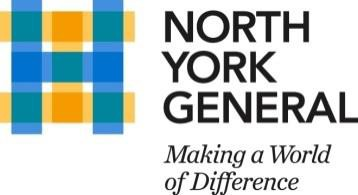 NORTH
YORK
GENERAL
Making a World
of Difference